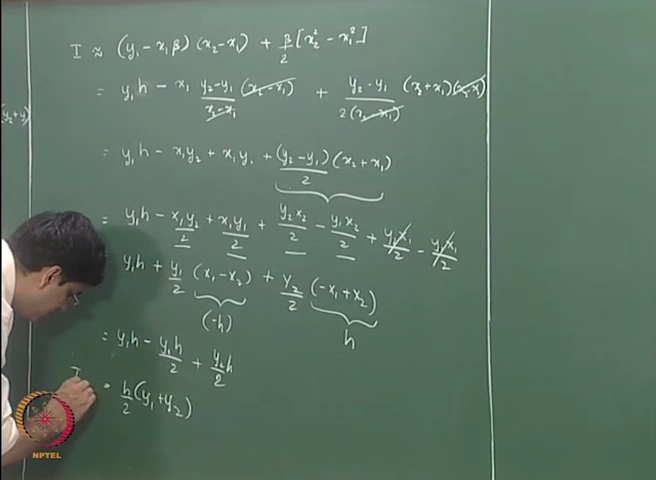 I ≈ (y₁ − x₁β) (x₂−x₁) + β/2 [x₂² − x₁²]
= y₁h − x₁ (y₂−y₁)/(x₂−x₁) (x₂−x₁) + (y₂−y₁)/2(x₂−x₁) (x₂+x₁)(x₂−x₁)
(y₂+y₁)
= y₁h − x₁y₂ + x₁y₁ + (y₂−y₁)/2 (x₂+x₁)
= y₁h − x₁y₂/2 + x₁y₁/2 + y₂x₂/2 − y₁x₂/2 + y₂x₁/2 − y₁x₁/2
y₁h + y₁/2 (x₁−x₂) + y₂/2 (−x₁+x₂)
(−h) h
= y₁h − y₁h/2 + y₂h/2
I = h/2 (y₁+y₂)
NPTEL